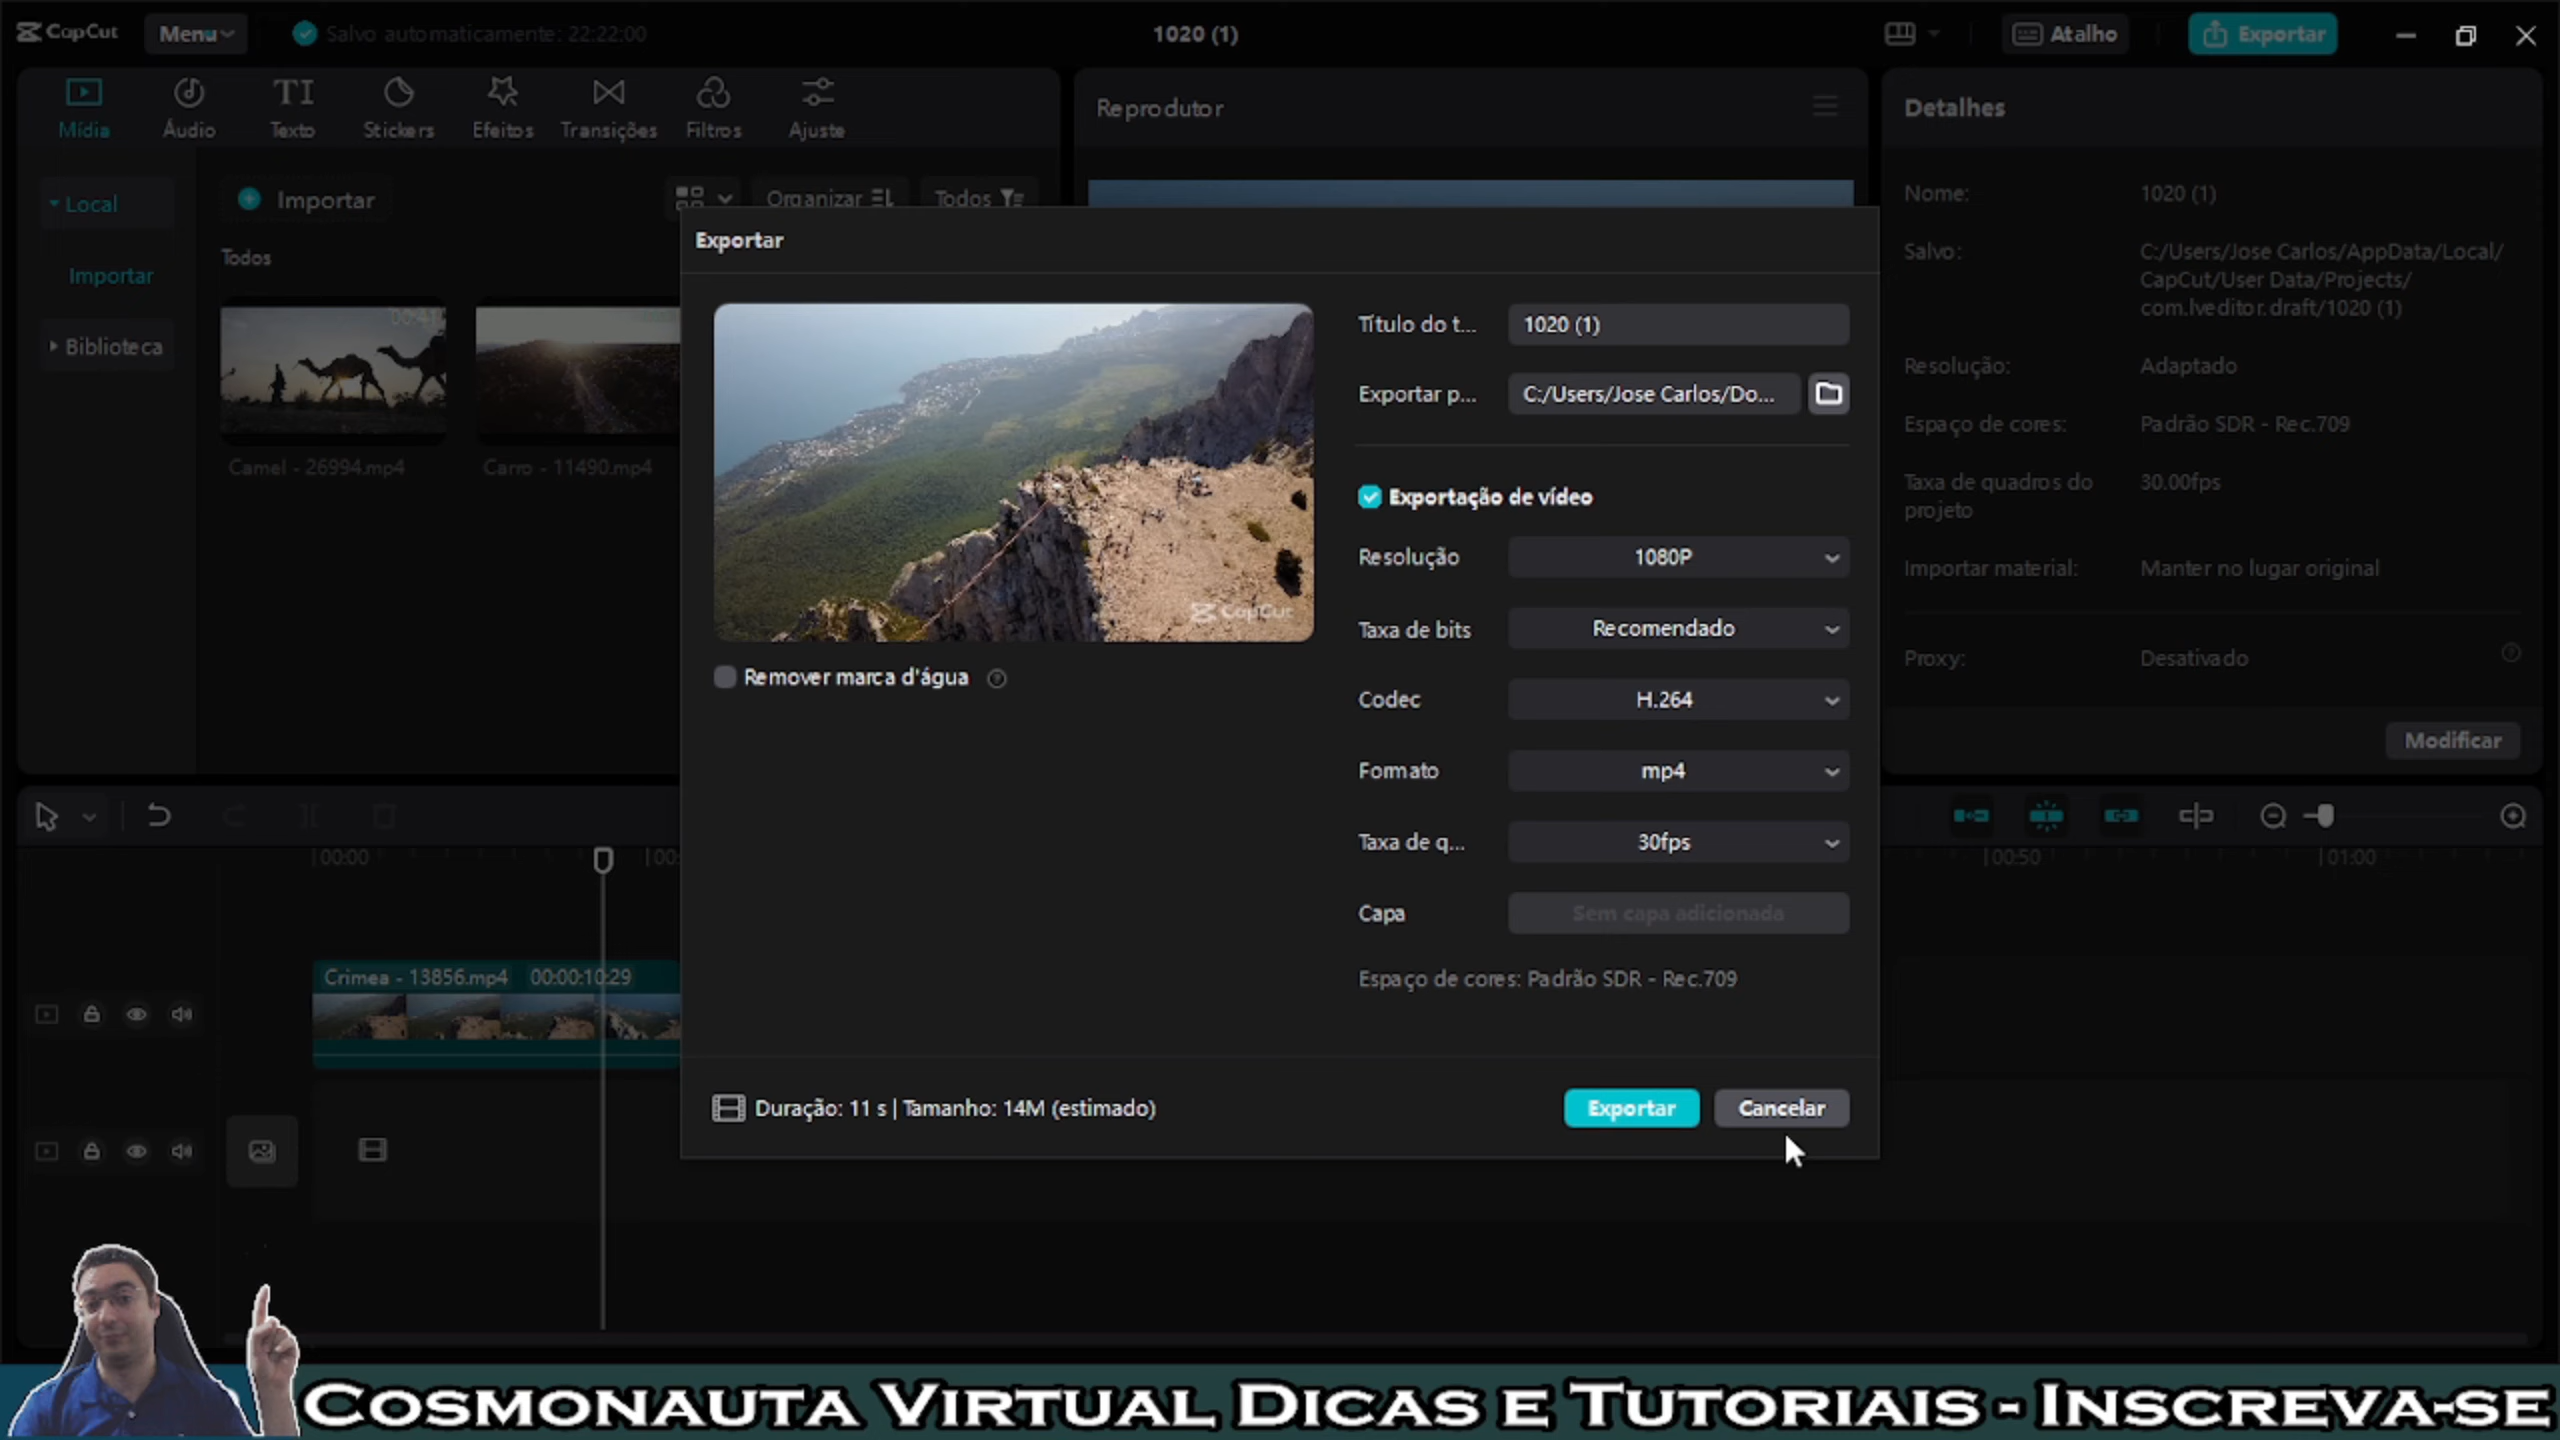 CapCut
Menu
Salvo automaticamente: 22:22:00
1020 (1)
Atalho
Exportar
Mídia
Áudio
Texto
Stickers
Efeitos
Transições
Filtros
Ajuste
Reprodutor
Detalhes
Local
Importar
Biblioteca
Importar
Organizar
Todos
Todos
Camel - 26994.mp4
Carro - 11490.mp4
Nome: 1020 (1)
Salvo: C:/Users/Jose Carlos/AppData/Local/
CapCut/User Data/Projects/
com.lveditor.draft/1020 (1)
Resolução: Adaptado
Espaço de cores: Padrão SDR - Rec.709
Taxa de quadros do projeto 30.00fps
Importar material: Manter no lugar original
Proxy: Desativado
Modificar
Exportar
CapCut
Remover marca d'água
Título do t... 1020 (1)
Exportar p... C:/Users/Jose Carlos/Do...
Exportação de vídeo
Resolução 1080P
Taxa de bits Recomendado
Codec H.264
Formato mp4
Taxa de q... 30fps
Capa Sem capa adicionada
Espaço de cores: Padrão SDR - Rec.709
Duração: 11 s | Tamanho: 14M (estimado)
Exportar
Cancelar
00:00
00:50
01:00
Crimea - 13856.mp4 00:00:10:29
Cosmonauta Virtual Dicas e Tutoriais - Inscreva-se